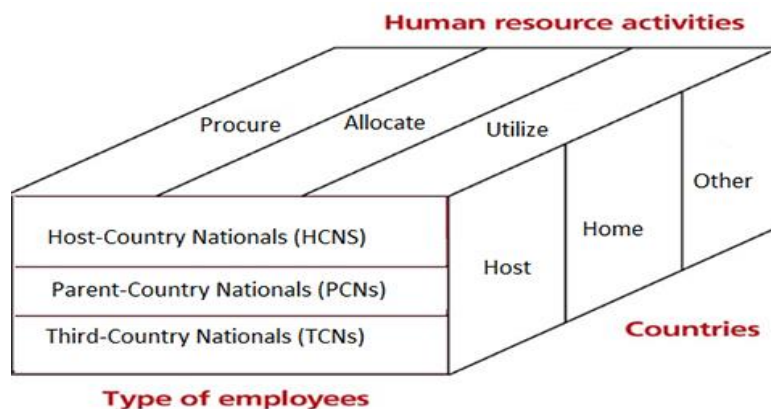 Human resource activities
Procure
Allocate
Utilize
Other
Home
Host
Host-Country Nationals (HCNS)
Parent-Country Nationals (PCNs)
Third-Country Nationals (TCNs)
Countries
Type of employees